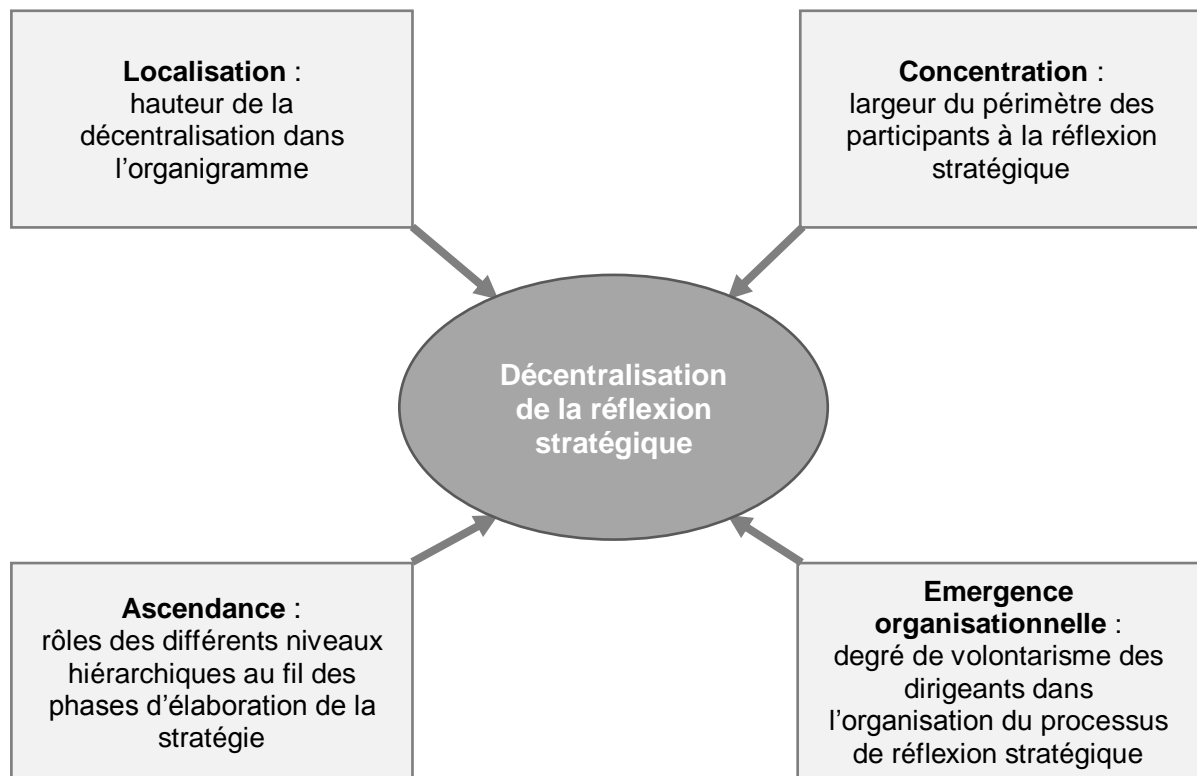 Localisation :
hauteur de la
décentralisation dans
l’organigramme
Concentration :
largeur du périmètre des
participants à la réflexion
stratégique
Décentralisation
de la réflexion
stratégique
Ascendance :
rôles des différents niveaux
hiérarchiques au fil des
phases d’élaboration de la
stratégie
Emergence
organisationnelle :
degré de volontarisme des
dirigeants dans
l’organisation du processus
de réflexion stratégique